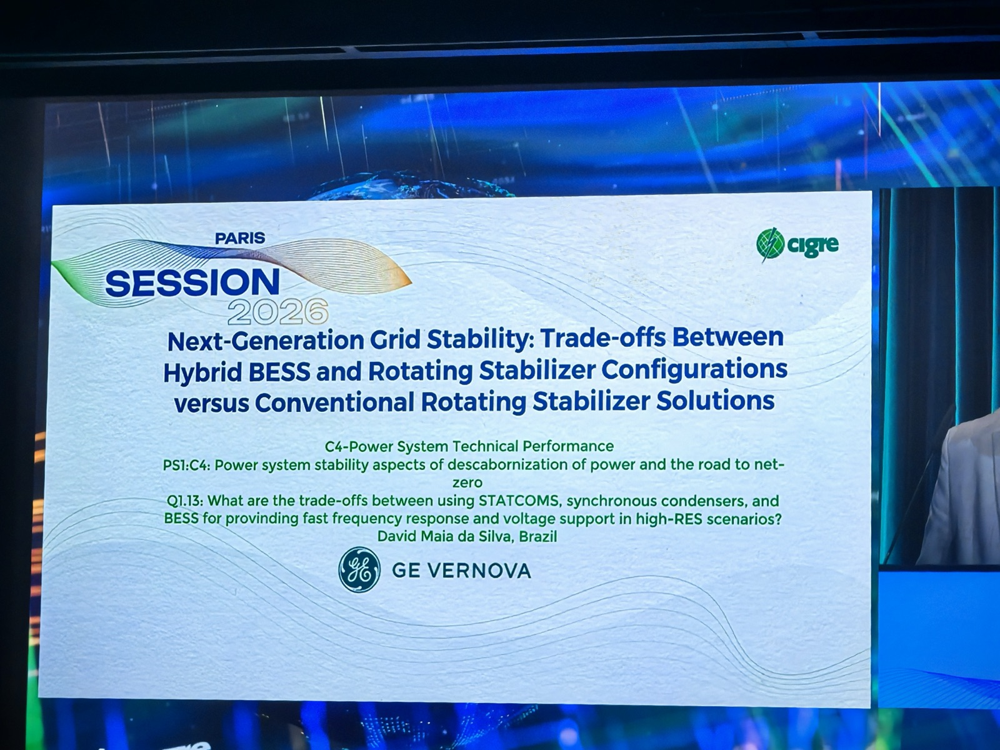 PARIS
SESSION
2026
cigre
Next-Generation Grid Stability: Trade-offs Between
Hybrid BESS and Rotating Stabilizer Configurations
versus Conventional Rotating Stabilizer Solutions
C4-Power System Technical Performance
PS1:C4: Power system stability aspects of descabornization of power and the road to net-
zero
Q1.13: What are the trade-offs between using STATCOMS, synchronous condensers, and
BESS for provinding fast frequency response and voltage support in high-RES scenarios?
David Maia da Silva, Brazil
GE VERNOVA